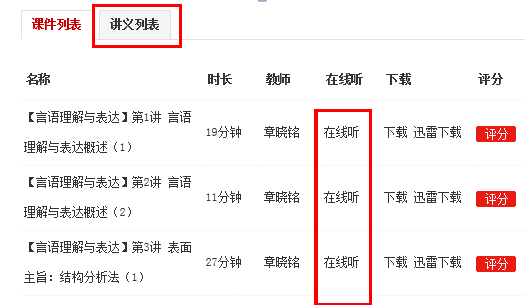 课件列表 讲义列表
名称 时长 教师 在线听 下载 评分
【言语理解与表达】第1讲 言语
理解与表达概述（1） 19分钟 章晓铭 在线听 下载 迅雷下载 评分
【言语理解与表达】第2讲 言语
理解与表达概述（2） 11分钟 章晓铭 在线听 下载 迅雷下载 评分
【言语理解与表达】第3讲 表面
主旨：结构分析法（1） 27分钟 章晓铭 在线听 下载 迅雷下载 评分